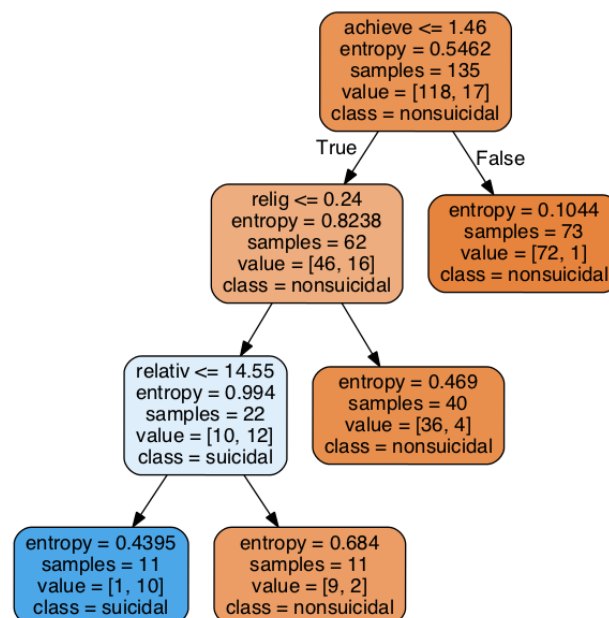 achieve <= 1.46
entropy = 0.5462
samples = 135
value = [118, 17]
class = nonsuicidal
True
False
relig <= 0.24
entropy = 0.8238
samples = 62
value = [46, 16]
class = nonsuicidal
entropy = 0.1044
samples = 73
value = [72, 1]
class = nonsuicidal
relativ <= 14.55
entropy = 0.994
samples = 22
value = [10, 12]
class = suicidal
entropy = 0.469
samples = 40
value = [36, 4]
class = nonsuicidal
entropy = 0.4395
samples = 11
value = [1, 10]
class = suicidal
entropy = 0.684
samples = 11
value = [9, 2]
class = nonsuicidal